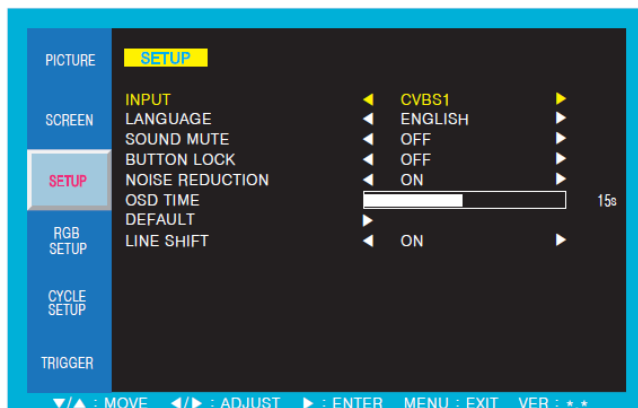 PICTURE
SCREEN
SETUP
RGB
SETUP
CYCLE
SETUP
TRIGGER
SETUP
INPUT ◀ CVBS1 ▶
LANGUAGE ◀ ENGLISH ▶
SOUND MUTE ◀ OFF ▶
BUTTON LOCK ◀ OFF ▶
NOISE REDUCTION ◀ ON ▶
OSD TIME 15s
DEFAULT ▶
LINE SHIFT ◀ ON ▶
▼/▲ : MOVE ◀/▶ : ADJUST ▶ : ENTER MENU : EXIT VER : * *